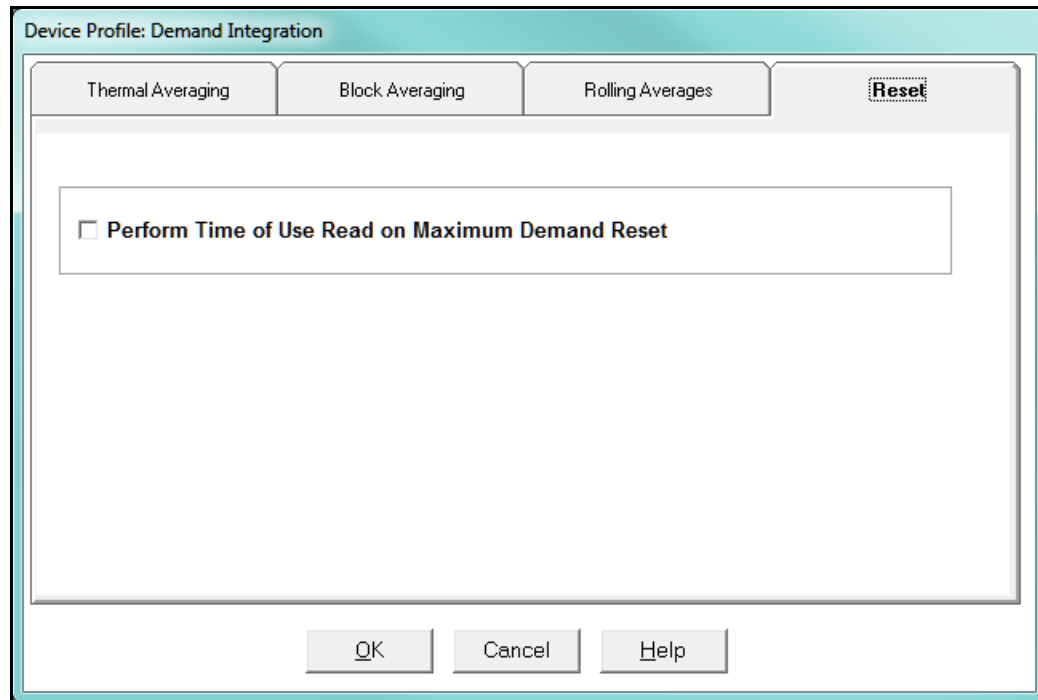 Device Profile: Demand Integration
Thermal Averaging
Block Averaging
Rolling Averages
Reset
Perform Time of Use Read on Maximum Demand Reset
OK
Cancel
Help